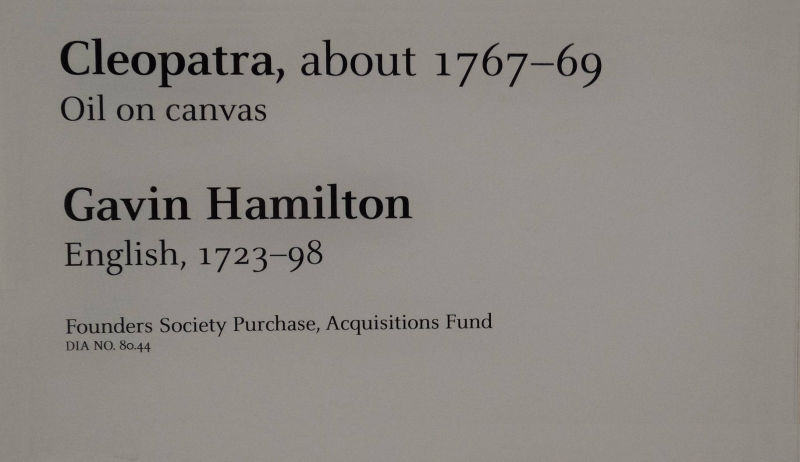 Cleopatra, about 1767–69
Oil on canvas
Gavin Hamilton
English, 1723–98
Founders Society Purchase, Acquisitions Fund
DIA NO. 80.44